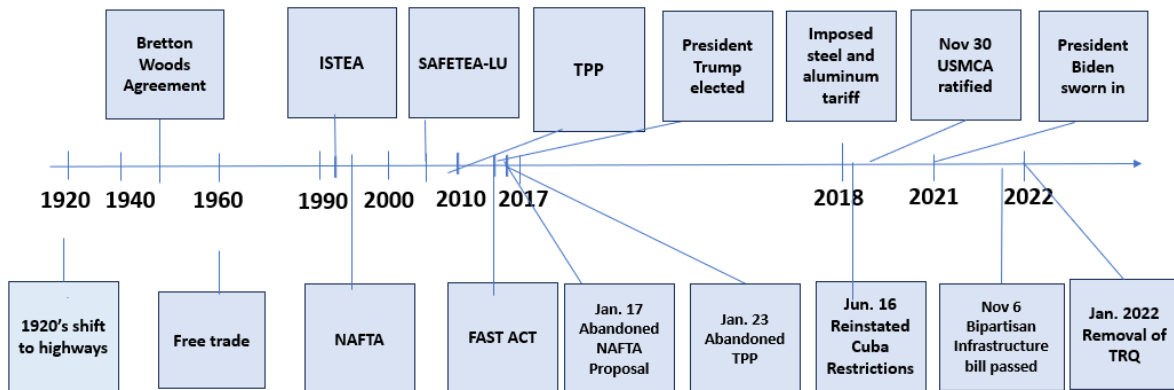 Bretton
Woods
Agreement
ISTEA
SAFETEA-LU
TPP
President
Trump
elected
Imposed
steel and
aluminum
tariff
Nov 30
USMCA
ratified
President
Biden
sworn in
1920
1940
1960
1990
2000
2010
2017
2018
2021
2022
1920's shift
to highways
Free trade
NAFTA
FAST ACT
Jan. 17
Abandoned
NAFTA
Proposal
Jan. 23
Abandoned
TPP
Jun. 16
Reinstated
Cuba
Restrictions
Nov 6
Bipartisan
Infrastructure
bill passed
Jan. 2022
Removal of
TRQ